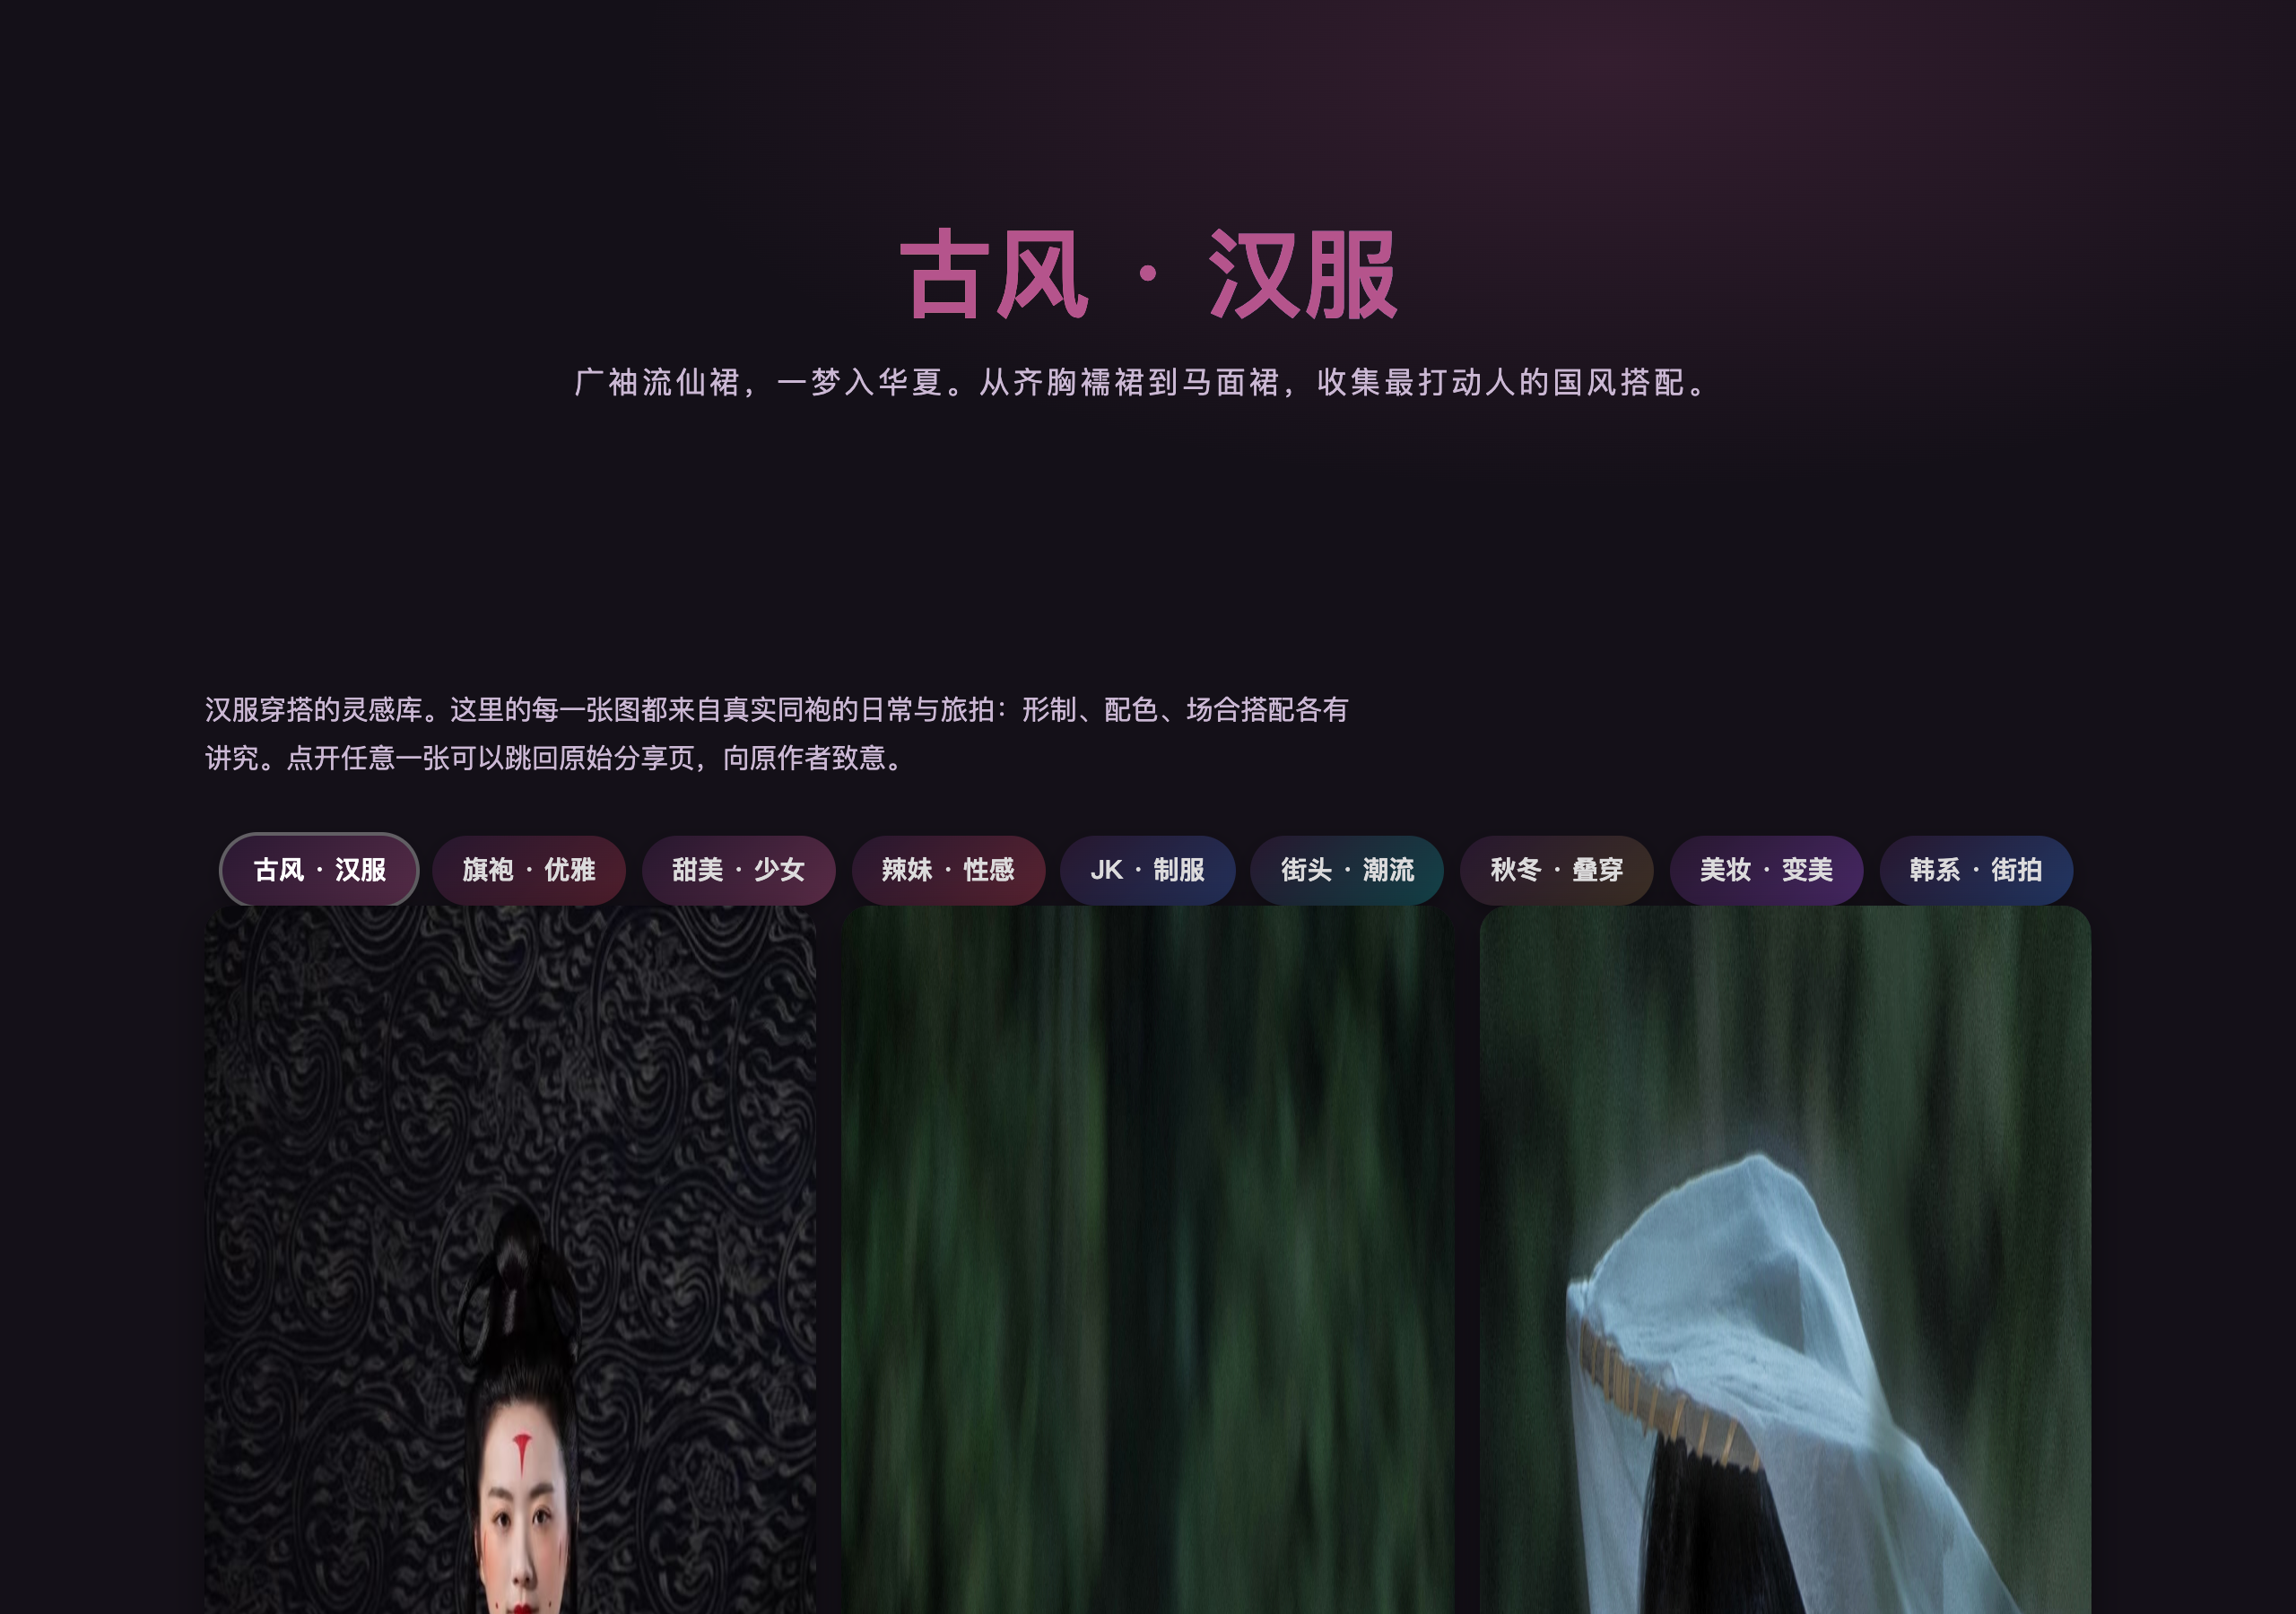 古风 · 汉服
广袖流仙裙，一梦入华夏。从齐胸襦裙到马面裙，收集最打动人的国风搭配。
汉服穿搭的灵感库。这里的每一张图都来自真实同袍的日常与旅拍：形制、配色、场合搭配各有
讲究。点开任意一张可以跳回原始分享页，向原作者致意。
古风 · 汉服 旗袍 · 优雅 甜美 · 少女 辣妹 · 性感 JK · 制服 街头 · 潮流 秋冬 · 叠穿 美妆 · 变美 韩系 · 街拍